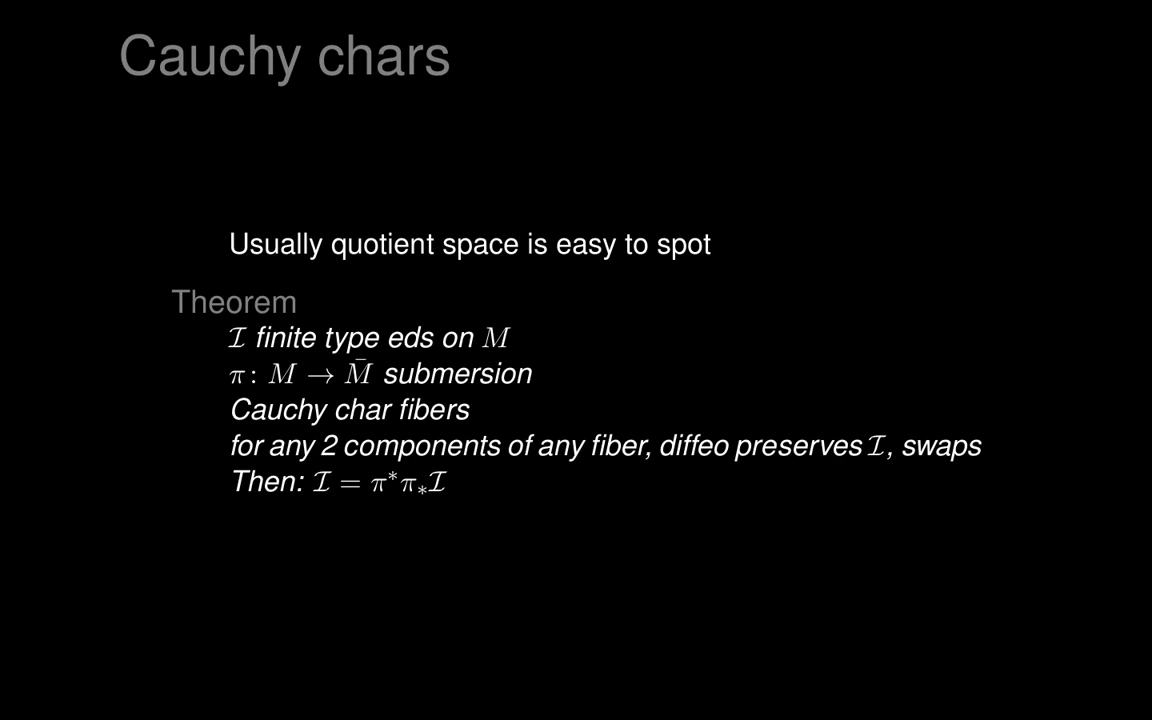 Cauchy chars
Usually quotient space is easy to spot
Theorem
ℐ finite type eds on M
π: M → M̄ submersion
Cauchy char fibers
for any 2 components of any fiber, diffeo preserves ℐ, swaps
Then: ℐ = π*π₊ℐ